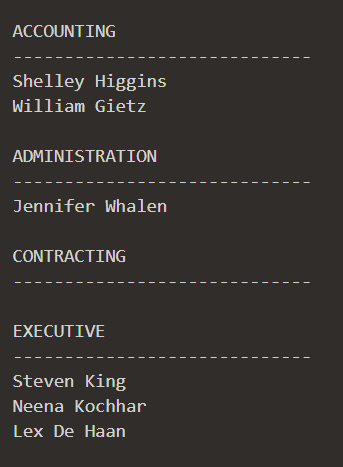 ACCOUNTING
-----------------------------
Shelley Higgins
William Gietz

ADMINISTRATION
-----------------------------
Jennifer Whalen

CONTRACTING
-----------------------------

EXECUTIVE
-----------------------------
Steven King
Neena Kochhar
Lex De Haan